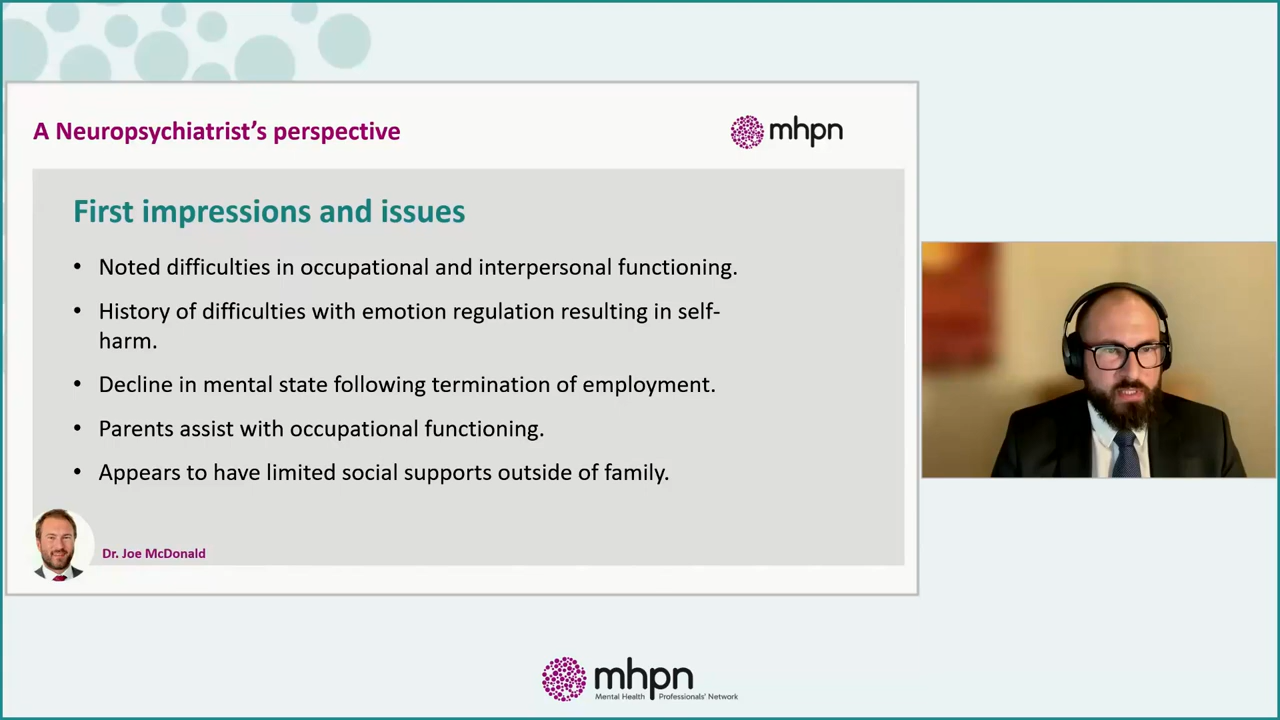 A Neuropsychiatrist's perspective
mhpn
First impressions and issues
• Noted difficulties in occupational and interpersonal functioning.
• History of difficulties with emotion regulation resulting in self-
harm.
• Decline in mental state following termination of employment.
• Parents assist with occupational functioning.
• Appears to have limited social supports outside of family.
Dr. Joe McDonald
mhpn
Mental Health Professionals' Network